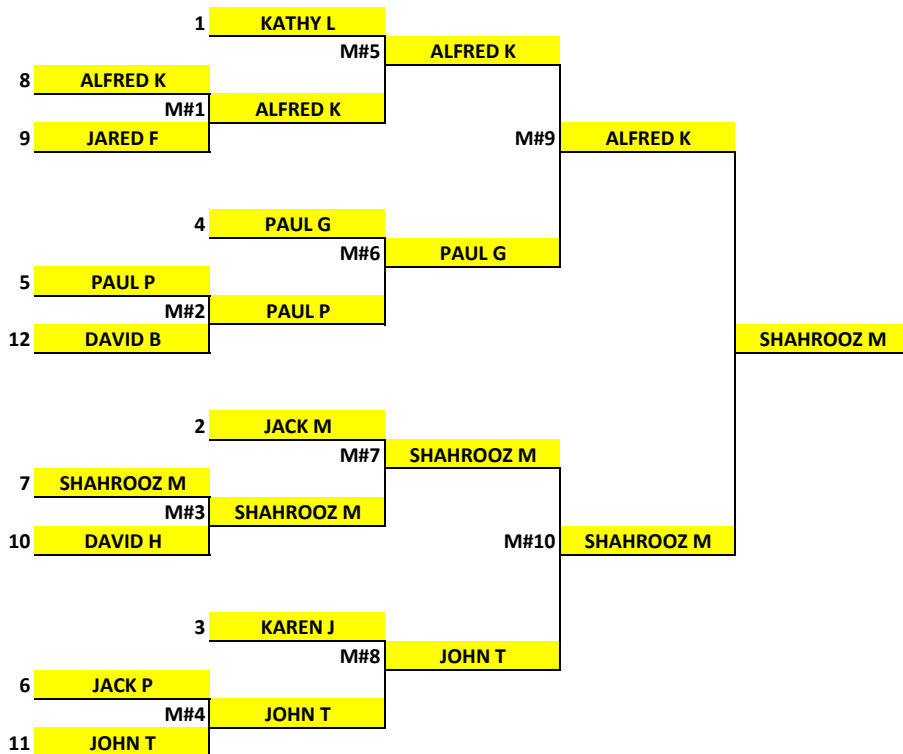 1 KATHY L
M#5 ALFRED K
8 ALFRED K
M#1 ALFRED K
9 JARED F M#9 ALFRED K
4 PAUL G
M#6 PAUL G
5 PAUL P
M#2 PAUL P
12 DAVID B SHAHROOZ M
2 JACK M
M#7 SHAHROOZ M
7 SHAHROOZ M
M#3 SHAHROOZ M
10 DAVID H M#10 SHAHROOZ M
3 KAREN J
M#8 JOHN T
6 JACK P
M#4 JOHN T
11 JOHN T